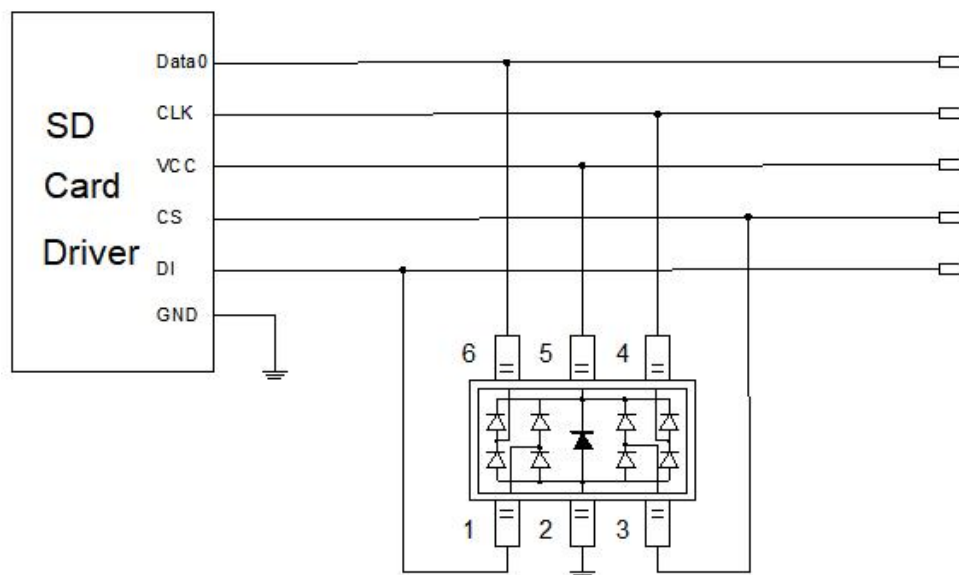 Data0
CLK
VCC
CS
DI
GND
SD
Card
Driver
6 5 4
1 2 3